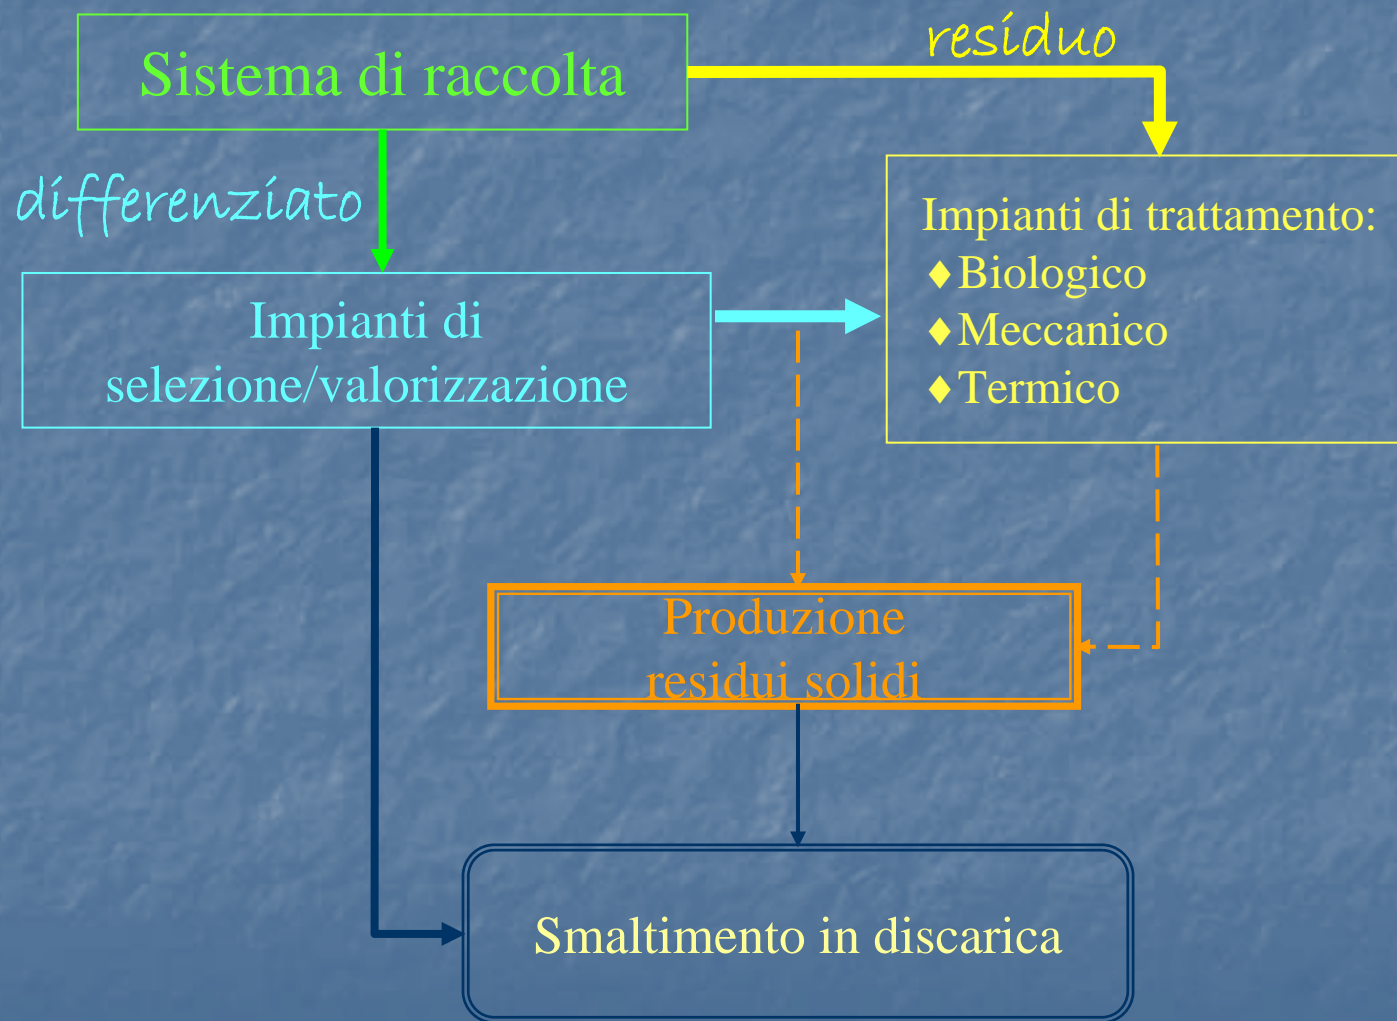 residuo
Sistema di raccolta
differenziato
Impianti di trattamento:
♦Biologico
♦Meccanico
♦Termico
Impianti di
selezione/valorizzazione
Produzione
residui solidi
Smaltimento in discarica